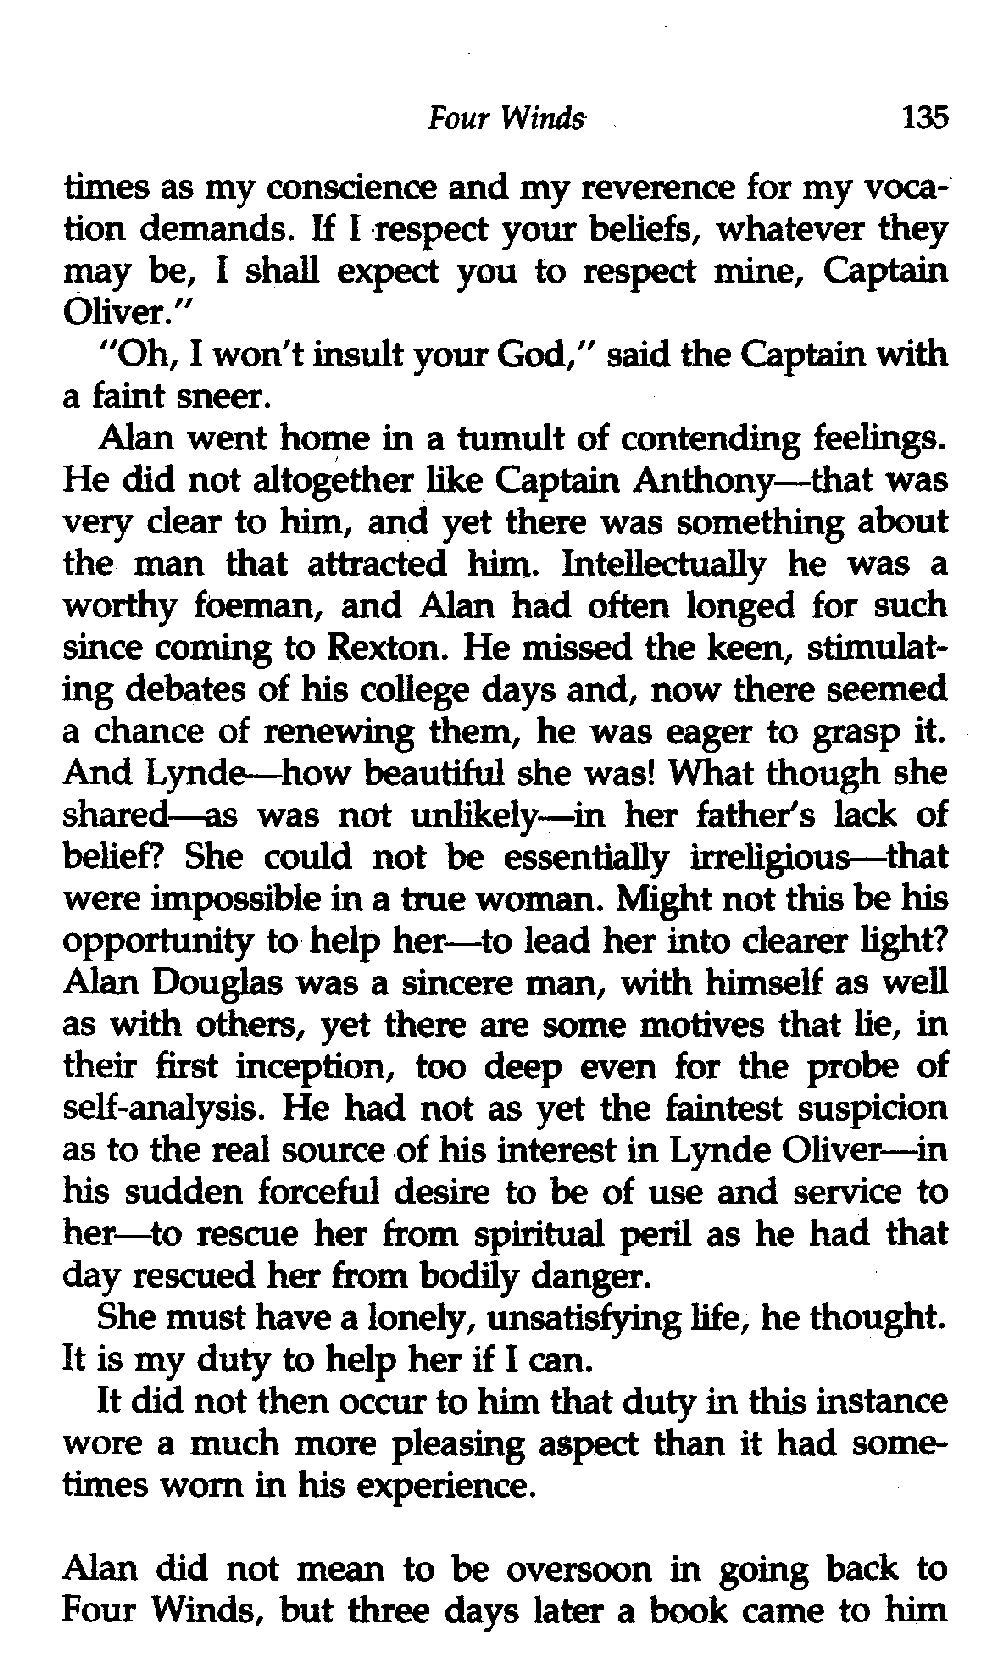 Four Winds 135
times as my conscience and my reverence for my voca-
tion demands. If I respect your beliefs, whatever they
may be, I shall expect you to respect mine, Captain
Oliver."
"Oh, I won't insult your God," said the Captain with
a faint sneer.
Alan went home in a tumult of contending feelings.
He did not altogether like Captain Anthony—that was
very clear to him, and yet there was something about
the man that attracted him. Intellectually he was a
worthy foeman, and Alan had often longed for such
since coming to Rexton. He missed the keen, stimulat-
ing debates of his college days and, now there seemed
a chance of renewing them, he was eager to grasp it.
And Lynde—how beautiful she was! What though she
shared—as was not unlikely—in her father's lack of
belief? She could not be essentially irreligious—that
were impossible in a true woman. Might not this be his
opportunity to help her—to lead her into clearer light?
Alan Douglas was a sincere man, with himself as well
as with others, yet there are some motives that lie, in
their first inception, too deep even for the probe of
self-analysis. He had not as yet the faintest suspicion
as to the real source of his interest in Lynde Oliver—in
his sudden forceful desire to be of use and service to
her—to rescue her from spiritual peril as he had that
day rescued her from bodily danger.
She must have a lonely, unsatisfying life, he thought.
It is my duty to help her if I can.
It did not then occur to him that duty in this instance
wore a much more pleasing aspect than it had some-
times worn in his experience.
Alan did not mean to be oversoon in going back to
Four Winds, but three days later a book came to him